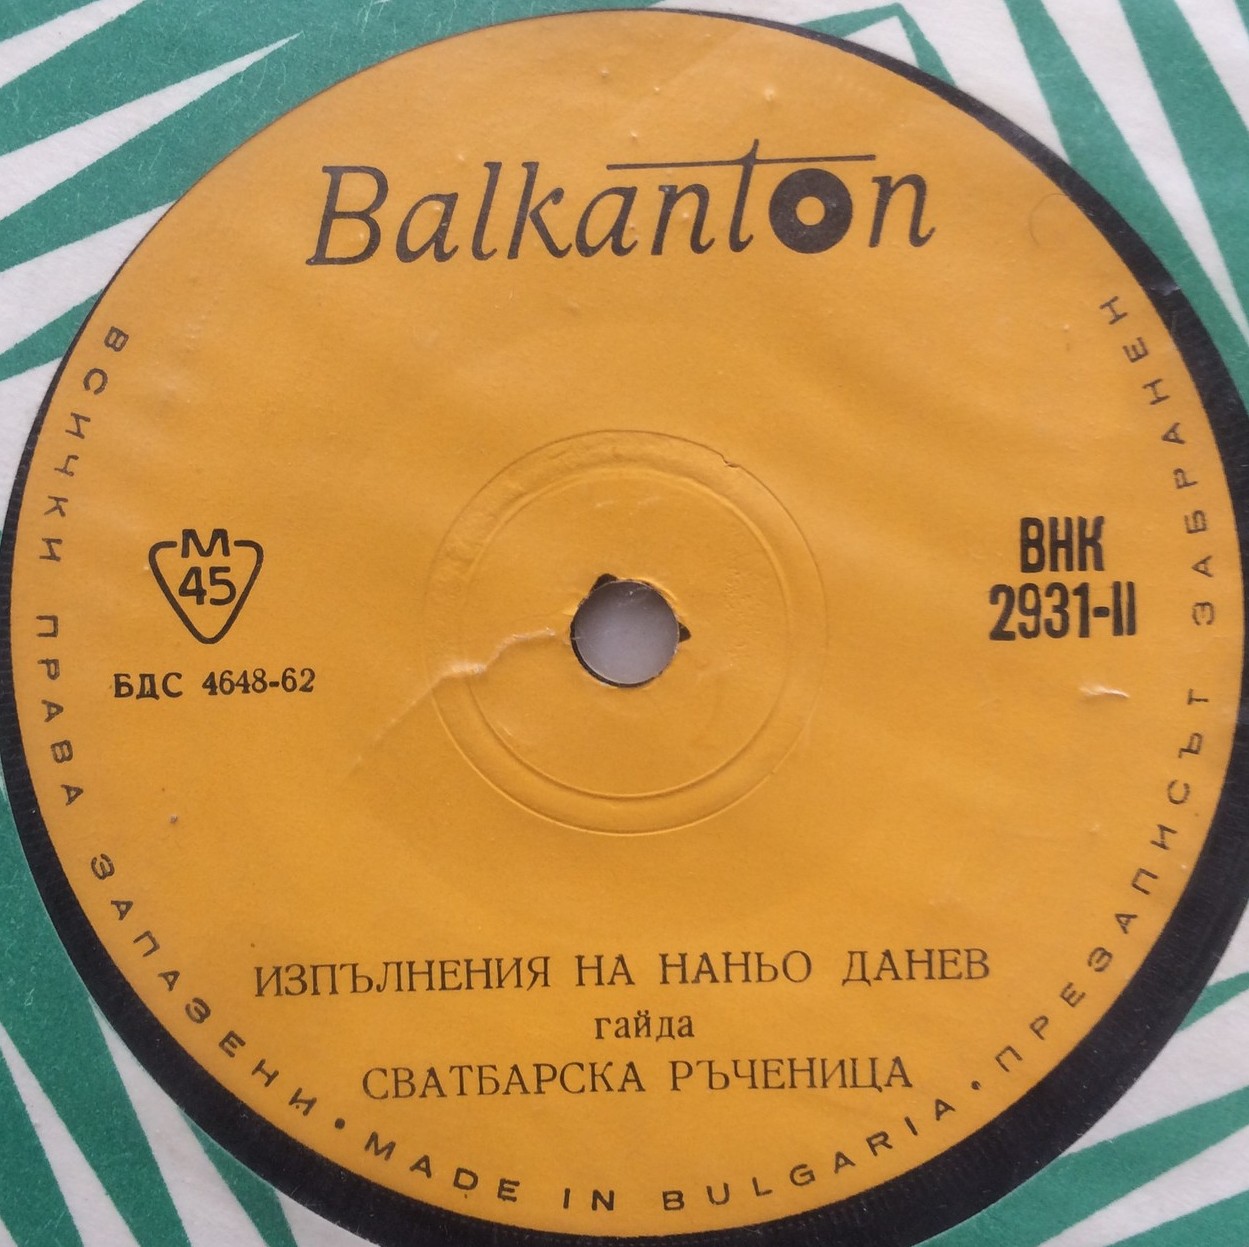 Balkanton
ВСИЧКИ ПРАВА ЗАПАЗЕНИ • MADE IN BULGARIA • ПРЕЗАПИСЪТ ЗАБРАНЕН
М
45
БДС 4648-62
ВНК
2931-II
ИЗПЪЛНЕНИЯ НА НАНЬО ДАНЕВ
гайда
СВАТБАРСКА РЪЧЕНИЦА